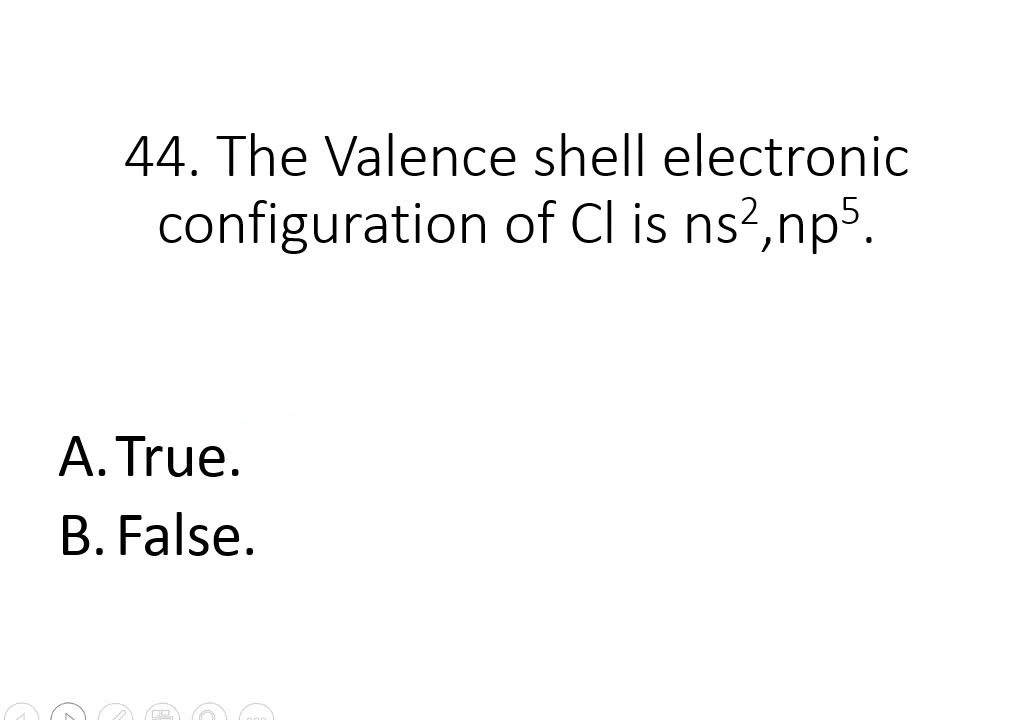 44. The Valence shell electronic
configuration of Cl is ns²,np⁵.
A. True.
B. False.